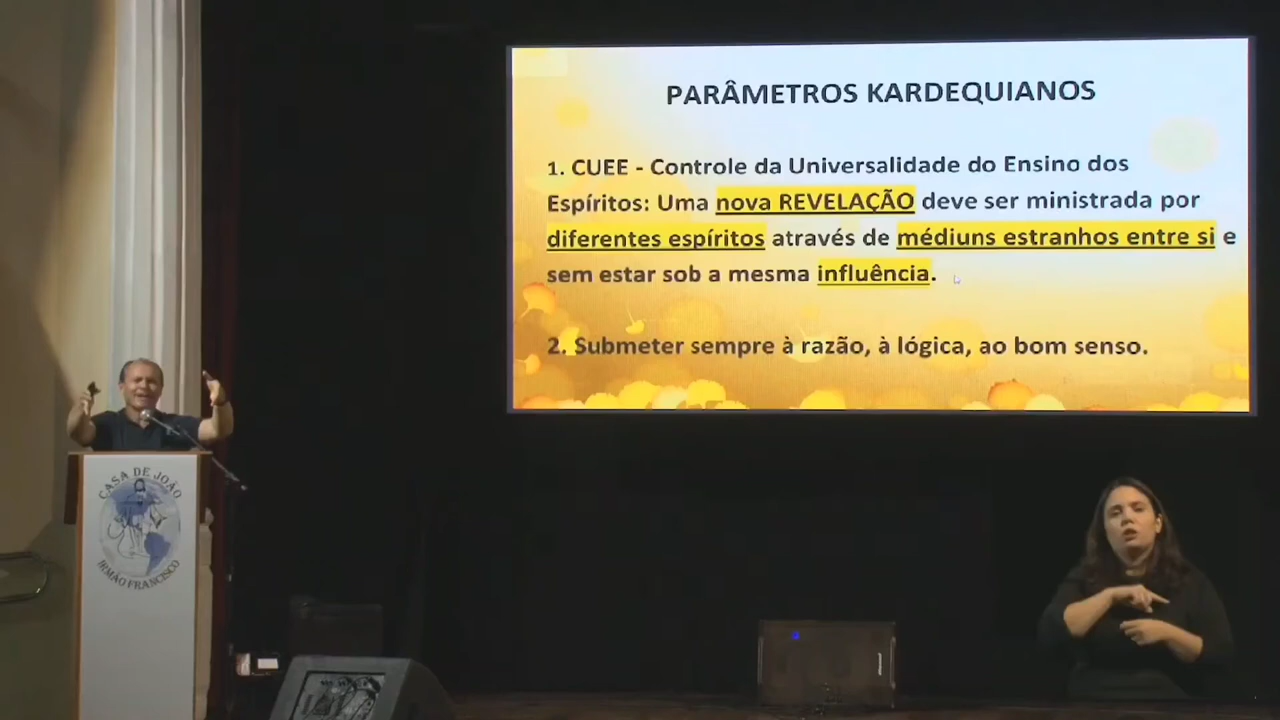 PARÂMETROS KARDEQUIANOS
1. CUEE - Controle da Universalidade do Ensino dos
Espíritos: Uma nova REVELAÇÃO deve ser ministrada por
diferentes espíritos através de médiuns estranhos entre si e
sem estar sob a mesma influência.
2. Submeter sempre à razão, à lógica, ao bom senso.
CASA DE JOÃO
IRMÃO FRANCISCO